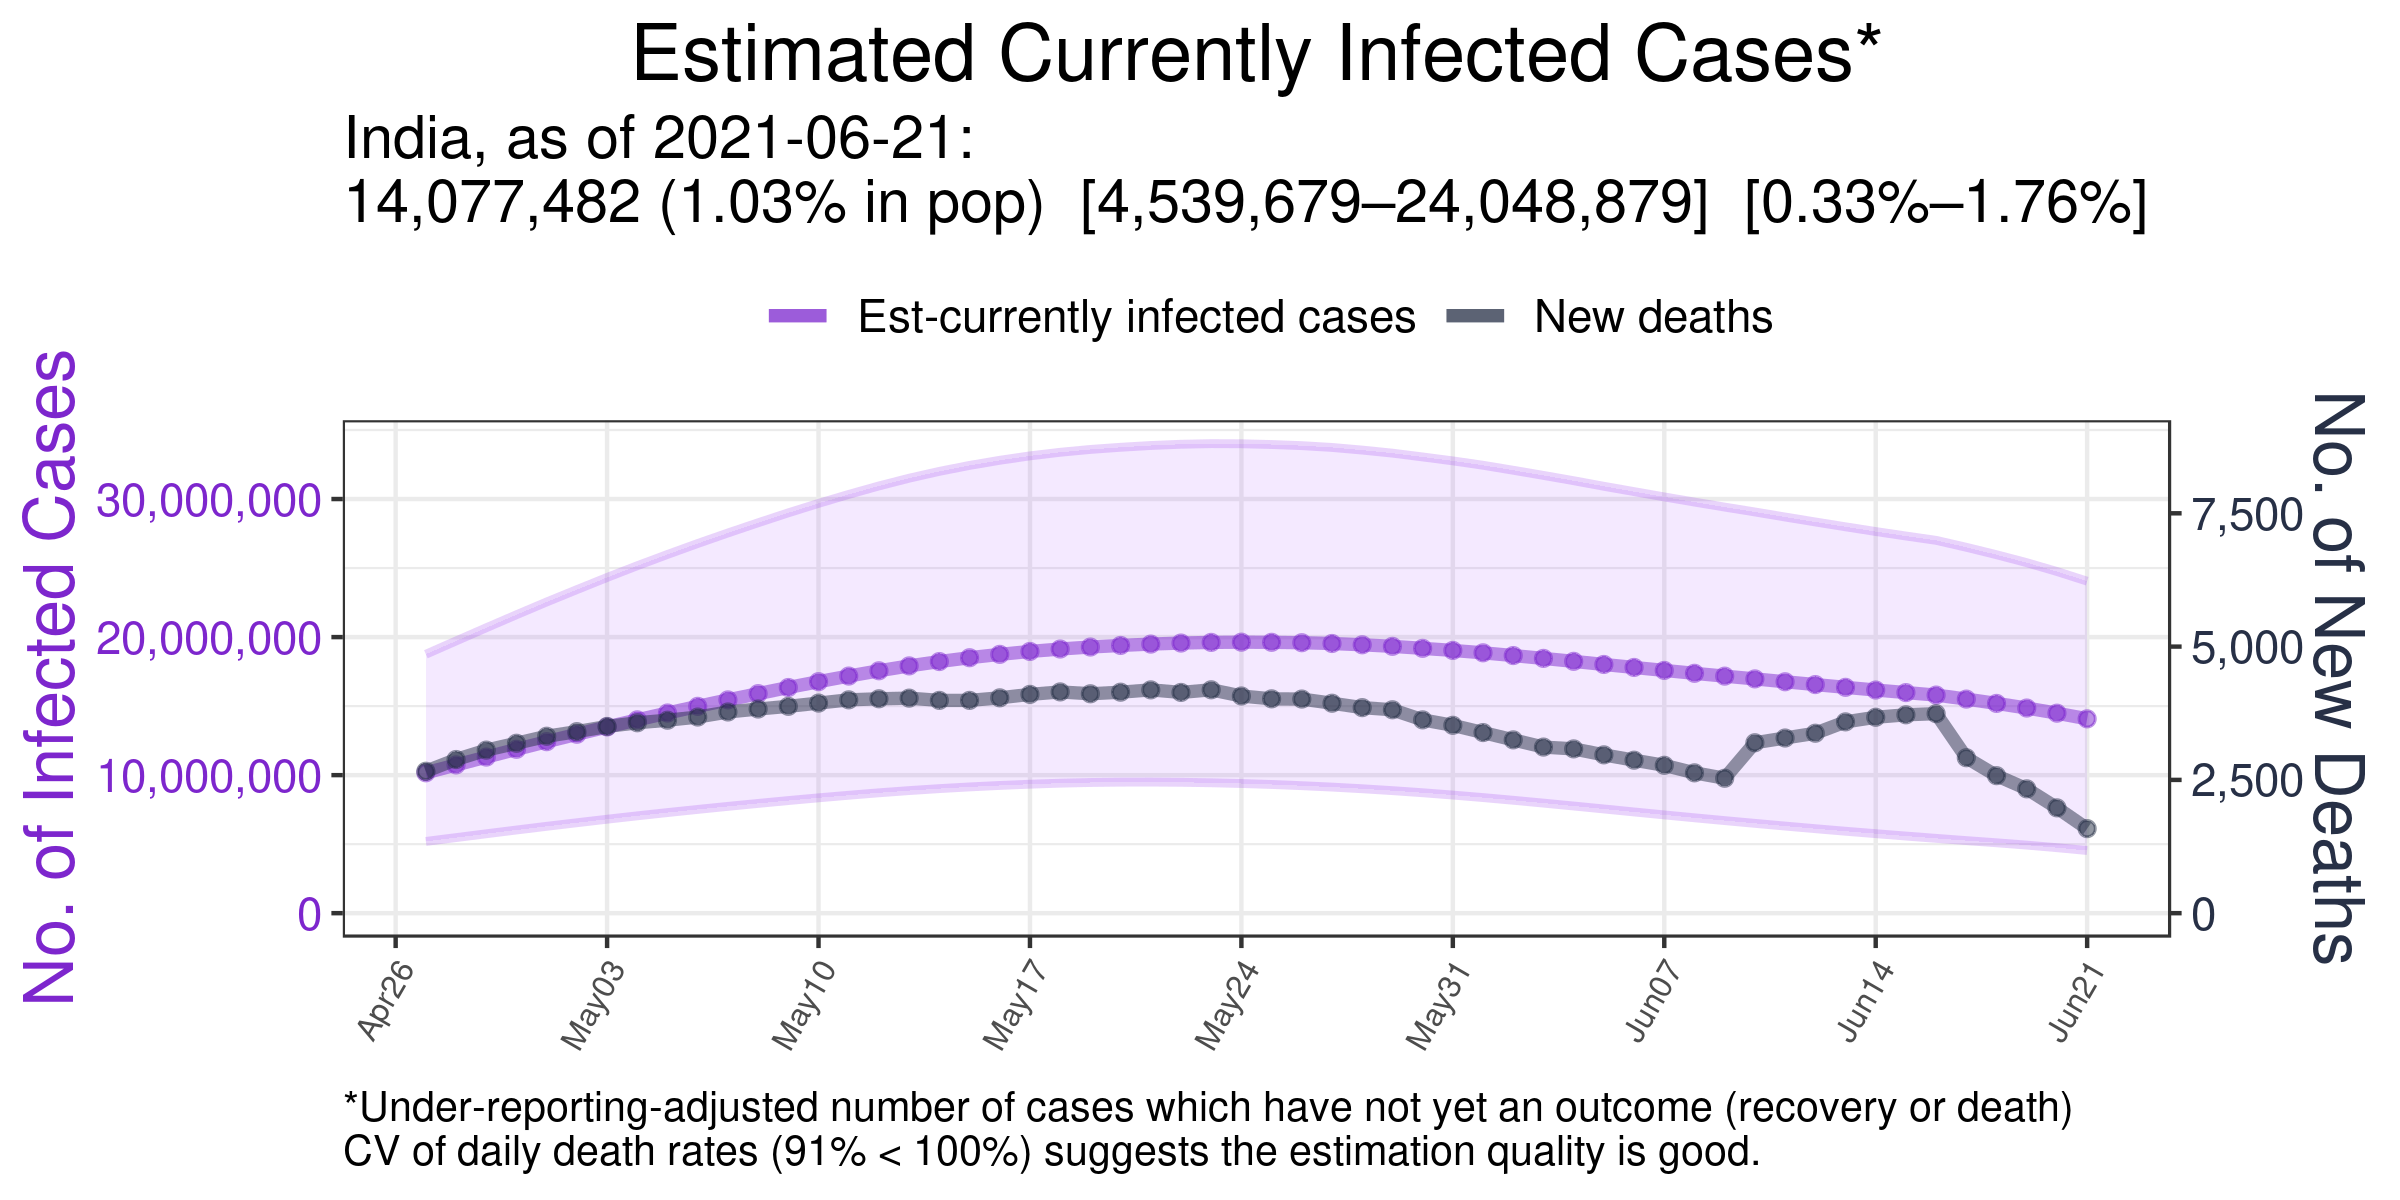 Estimated Currently Infected Cases*
India, as of 2021-06-21:
14,077,482 (1.03% in pop)  [4,539,679–24,048,879]  [0.33%–1.76%]
Est-currently infected cases
New deaths
No. of Infected Cases
30,000,000
20,000,000
10,000,000
0
7,500
5,000
2,500
0
No. of New Deaths
Apr26
May03
May10
May17
May24
May31
Jun07
Jun14
Jun21
*Under-reporting-adjusted number of cases which have not yet an outcome (recovery or death)
CV of daily death rates (91% < 100%) suggests the estimation quality is good.